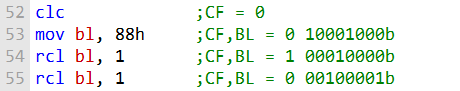 52 clc ;CF = 0
53 mov bl, 88h ;CF,BL = 0 10001000b
54 rcl bl, 1 ;CF,BL = 1 00010000b
55 rcl bl, 1 ;CF,BL = 0 00100001b